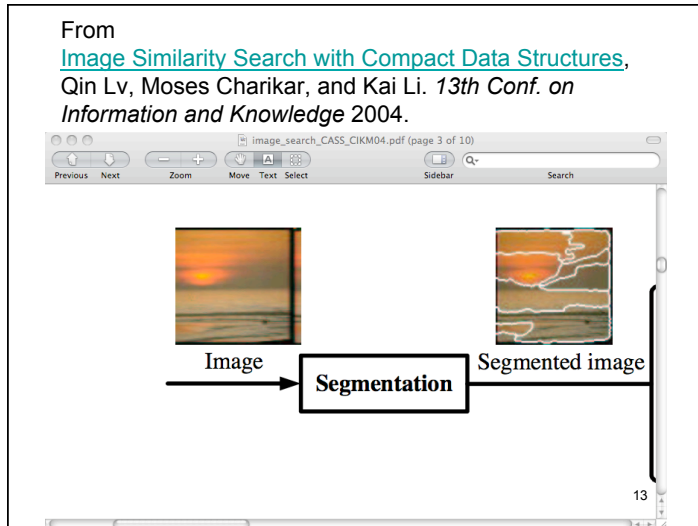 From
Image Similarity Search with Compact Data Structures,
Qin Lv, Moses Charikar, and Kai Li. 13th Conf. on
Information and Knowledge 2004.
image_search_CASS_CIKM04.pdf (page 3 of 10)
Previous Next Zoom Move Text Select Sidebar Search
Image Segmented image
Segmentation
13